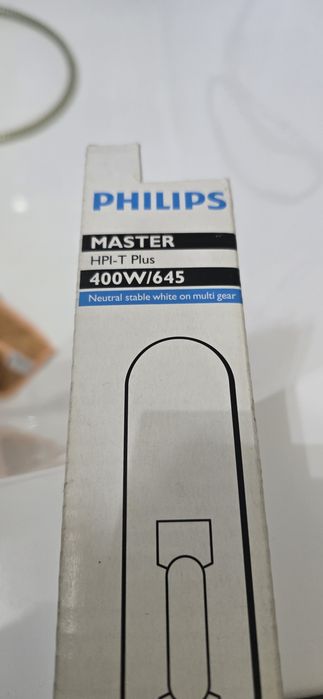 PHILIPS
MASTER
HPI-T Plus
400W/645
Neutral stable white on multi gear